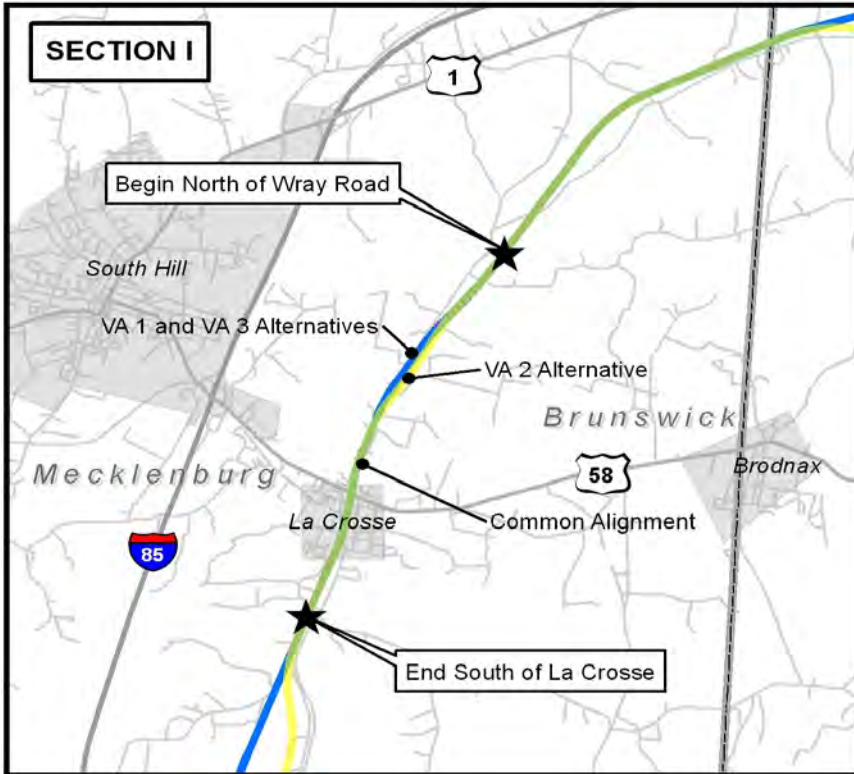 SECTION I
1
Begin North of Wray Road
South Hill
VA 1 and VA 3 Alternatives
VA 2 Alternative
Brunswick
Mecklenburg
58
Brodnax
La Crosse
Common Alignment
85
End South of La Crosse